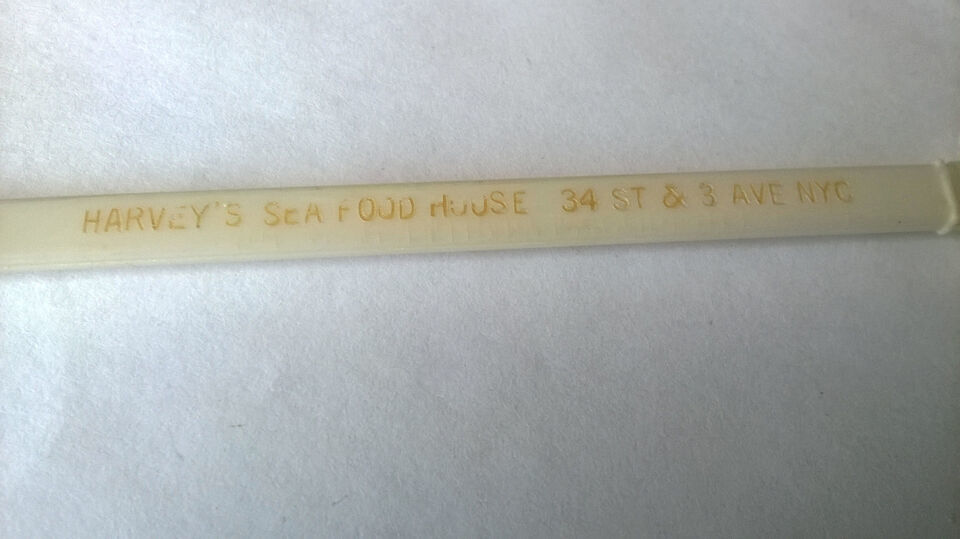 HARVEY'S SEA FOOD HOUSE 34 ST & 3 AVE NYC